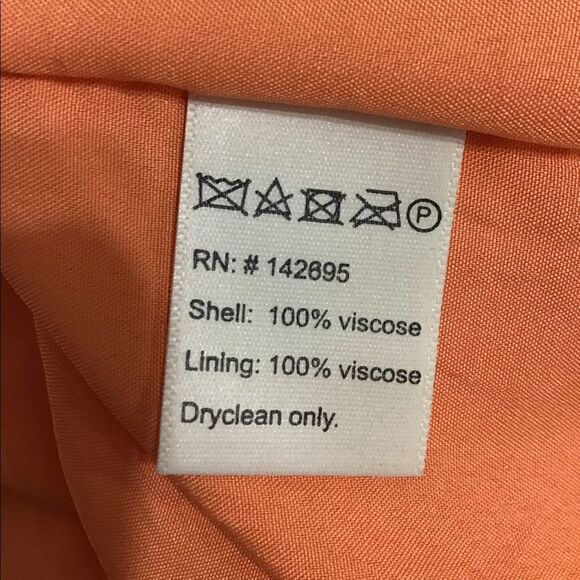 P
RN: # 142695
Shell: 100% viscose
Lining: 100% viscose
Dryclean only.